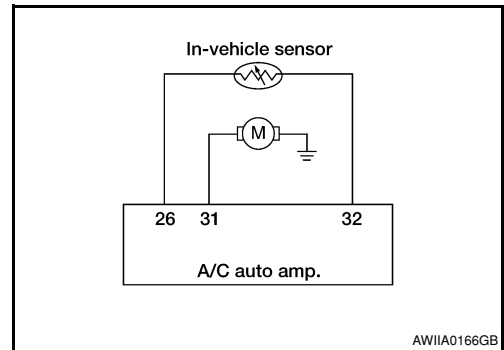 In-vehicle sensor
M
26 31 32
A/C auto amp.
AWIIA0166GB